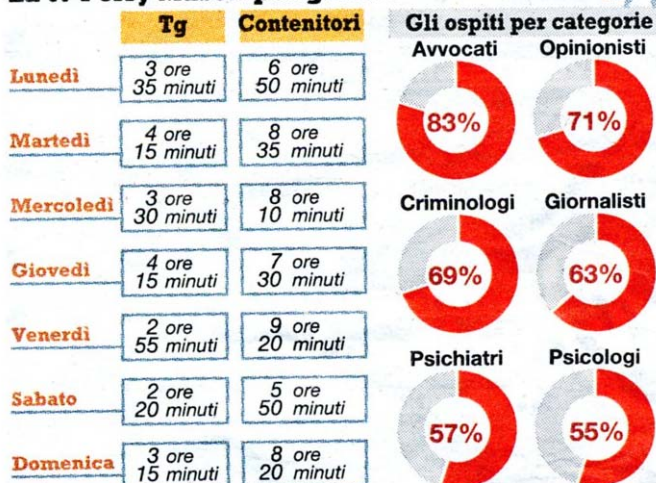 Tg Contenitori
Lunedì
3 ore
35 minuti
6 ore
50 minuti
Martedì
4 ore
15 minuti
8 ore
35 minuti
Mercoledì
3 ore
30 minuti
8 ore
10 minuti
Giovedì
4 ore
15 minuti
7 ore
30 minuti
Venerdì
2 ore
55 minuti
9 ore
20 minuti
Sabato
2 ore
20 minuti
5 ore
50 minuti
Domenica
3 ore
15 minuti
8 ore
20 minuti
Gli ospiti per categorie
Avvocati Opinionisti
83% 71%
Criminologi Giornalisti
69% 63%
Psichiatri Psicologi
57% 55%